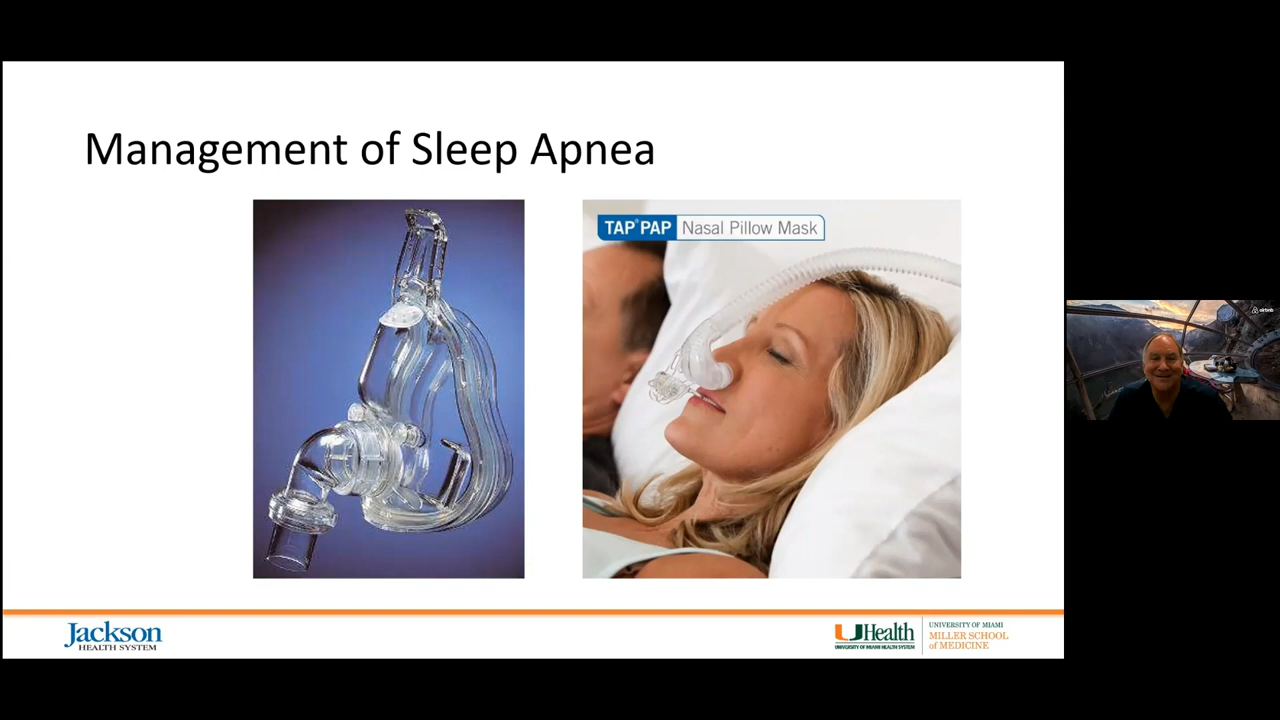 Management of Sleep Apnea
TAP® PAP Nasal Pillow Mask
airbnb
Jackson
HEALTH SYSTEM
UHealth
UNIVERSITY OF MIAMI HEALTH SYSTEM
UNIVERSITY OF MIAMI
MILLER SCHOOL
of MEDICINE